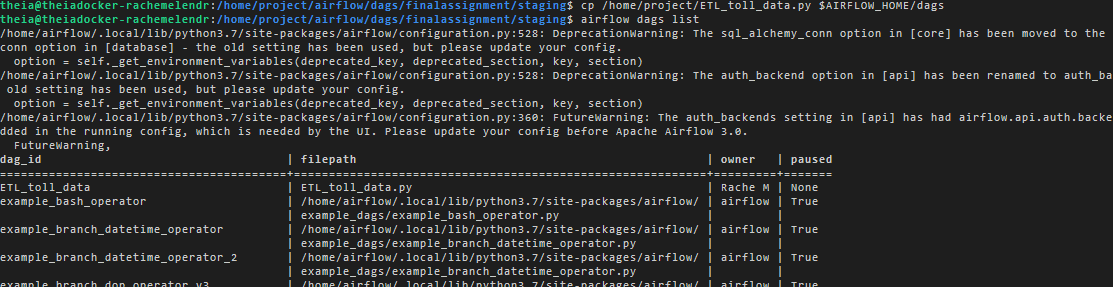 theia@theiadocker-rachemelendr:/home/project/airflow/dags/finalassignment/staging$ cp /home/project/ETL_toll_data.py $AIRFLOW_HOME/dags
theia@theiadocker-rachemelendr:/home/project/airflow/dags/finalassignment/staging$ airflow dags list
/home/airflow/.local/lib/python3.7/site-packages/airflow/configuration.py:528: DeprecationWarning: The sql_alchemy_conn option in [core] has been moved to the
conn option in [database] - the old setting has been used, but please update your config.
  option = self._get_environment_variables(deprecated_key, deprecated_section, key, section)
/home/airflow/.local/lib/python3.7/site-packages/airflow/configuration.py:528: DeprecationWarning: The auth_backend option in [api] has been renamed to auth_ba
 old setting has been used, but please update your config.
  option = self._get_environment_variables(deprecated_key, deprecated_section, key, section)
/home/airflow/.local/lib/python3.7/site-packages/airflow/configuration.py:360: FutureWarning: The auth_backends setting in [api] has had airflow.api.auth.backe
dded in the running config, which is needed by the UI. Please update your config before Apache Airflow 3.0.
  FutureWarning,
dag_id                                  | filepath                                              | owner    | paused
========================================+=======================================================+==========+=======
ETL_toll_data                           | ETL_toll_data.py                                      | Rache M  | None
example_bash_operator                   | /home/airflow/.local/lib/python3.7/site-packages/airflow/ | airflow | True
                                        | example_dags/example_bash_operator.py                 |          |
example_branch_datetime_operator        | /home/airflow/.local/lib/python3.7/site-packages/airflow/ | airflow | True
                                        | example_dags/example_branch_datetime_operator.py      |          |
example_branch_datetime_operator_2      | /home/airflow/.local/lib/python3.7/site-packages/airflow/ | airflow | True
                                        | example_dags/example_branch_datetime_operator.py      |          |
example_branch_dop_operator_v3          | /home/airflow/.local/lib/python3.7/site-packages/airflow/ | airflow | True